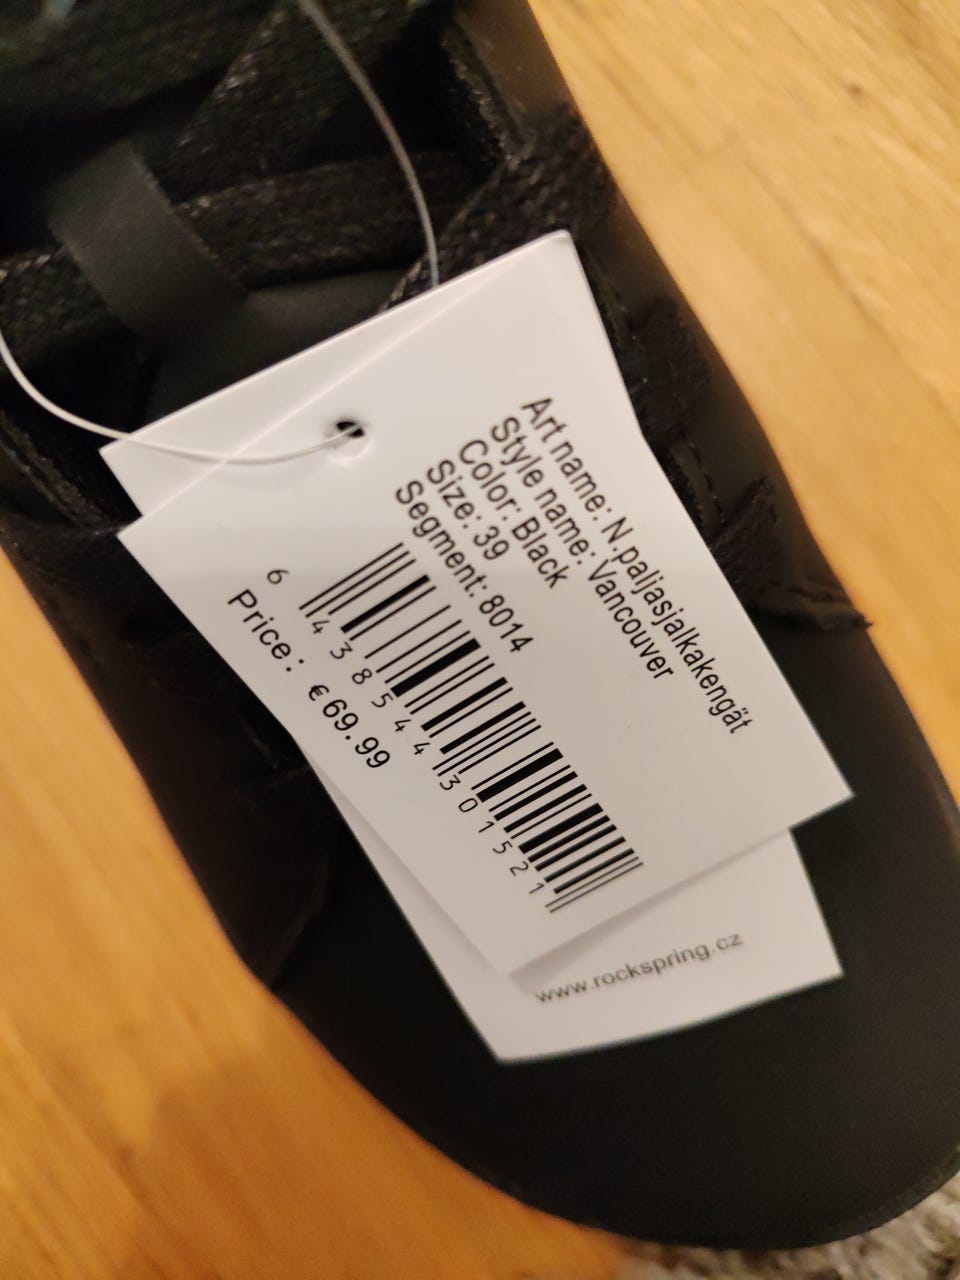 Art name: N.paljasjalkakengät
Style name: Vancouver
Color: Black
Size: 39
Segment: 8014
6 438544 301521
Price: €69.99
www.rockspring.cz